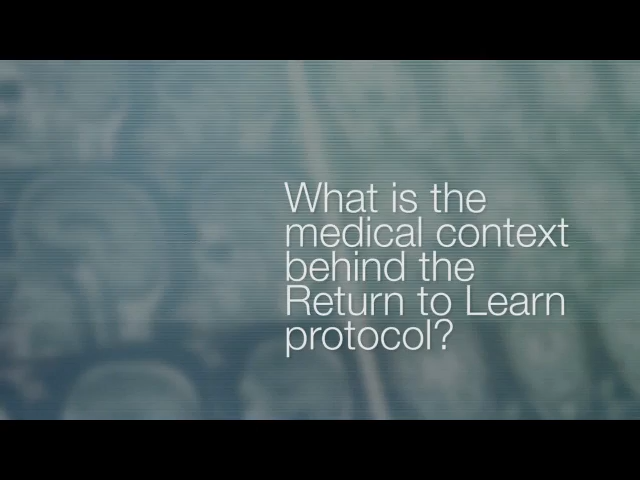 What is the
medical context
behind the
Return to Learn
protocol?